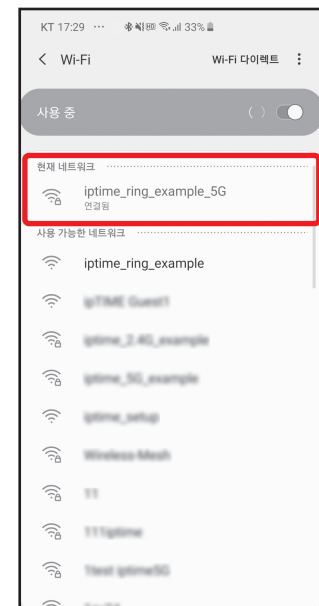 KT 17:29 ··· 33%
Wi-Fi Wi-Fi 다이렉트
사용 중
현재 네트워크
iptime_ring_example_5G
연결됨
사용 가능한 네트워크
iptime_ring_example
ipTIME Guest1
iptime_2.4G_example
iptime_5G_example
iptime_setup
Wireless-Mesh
11
111iptime
1test iptime5G